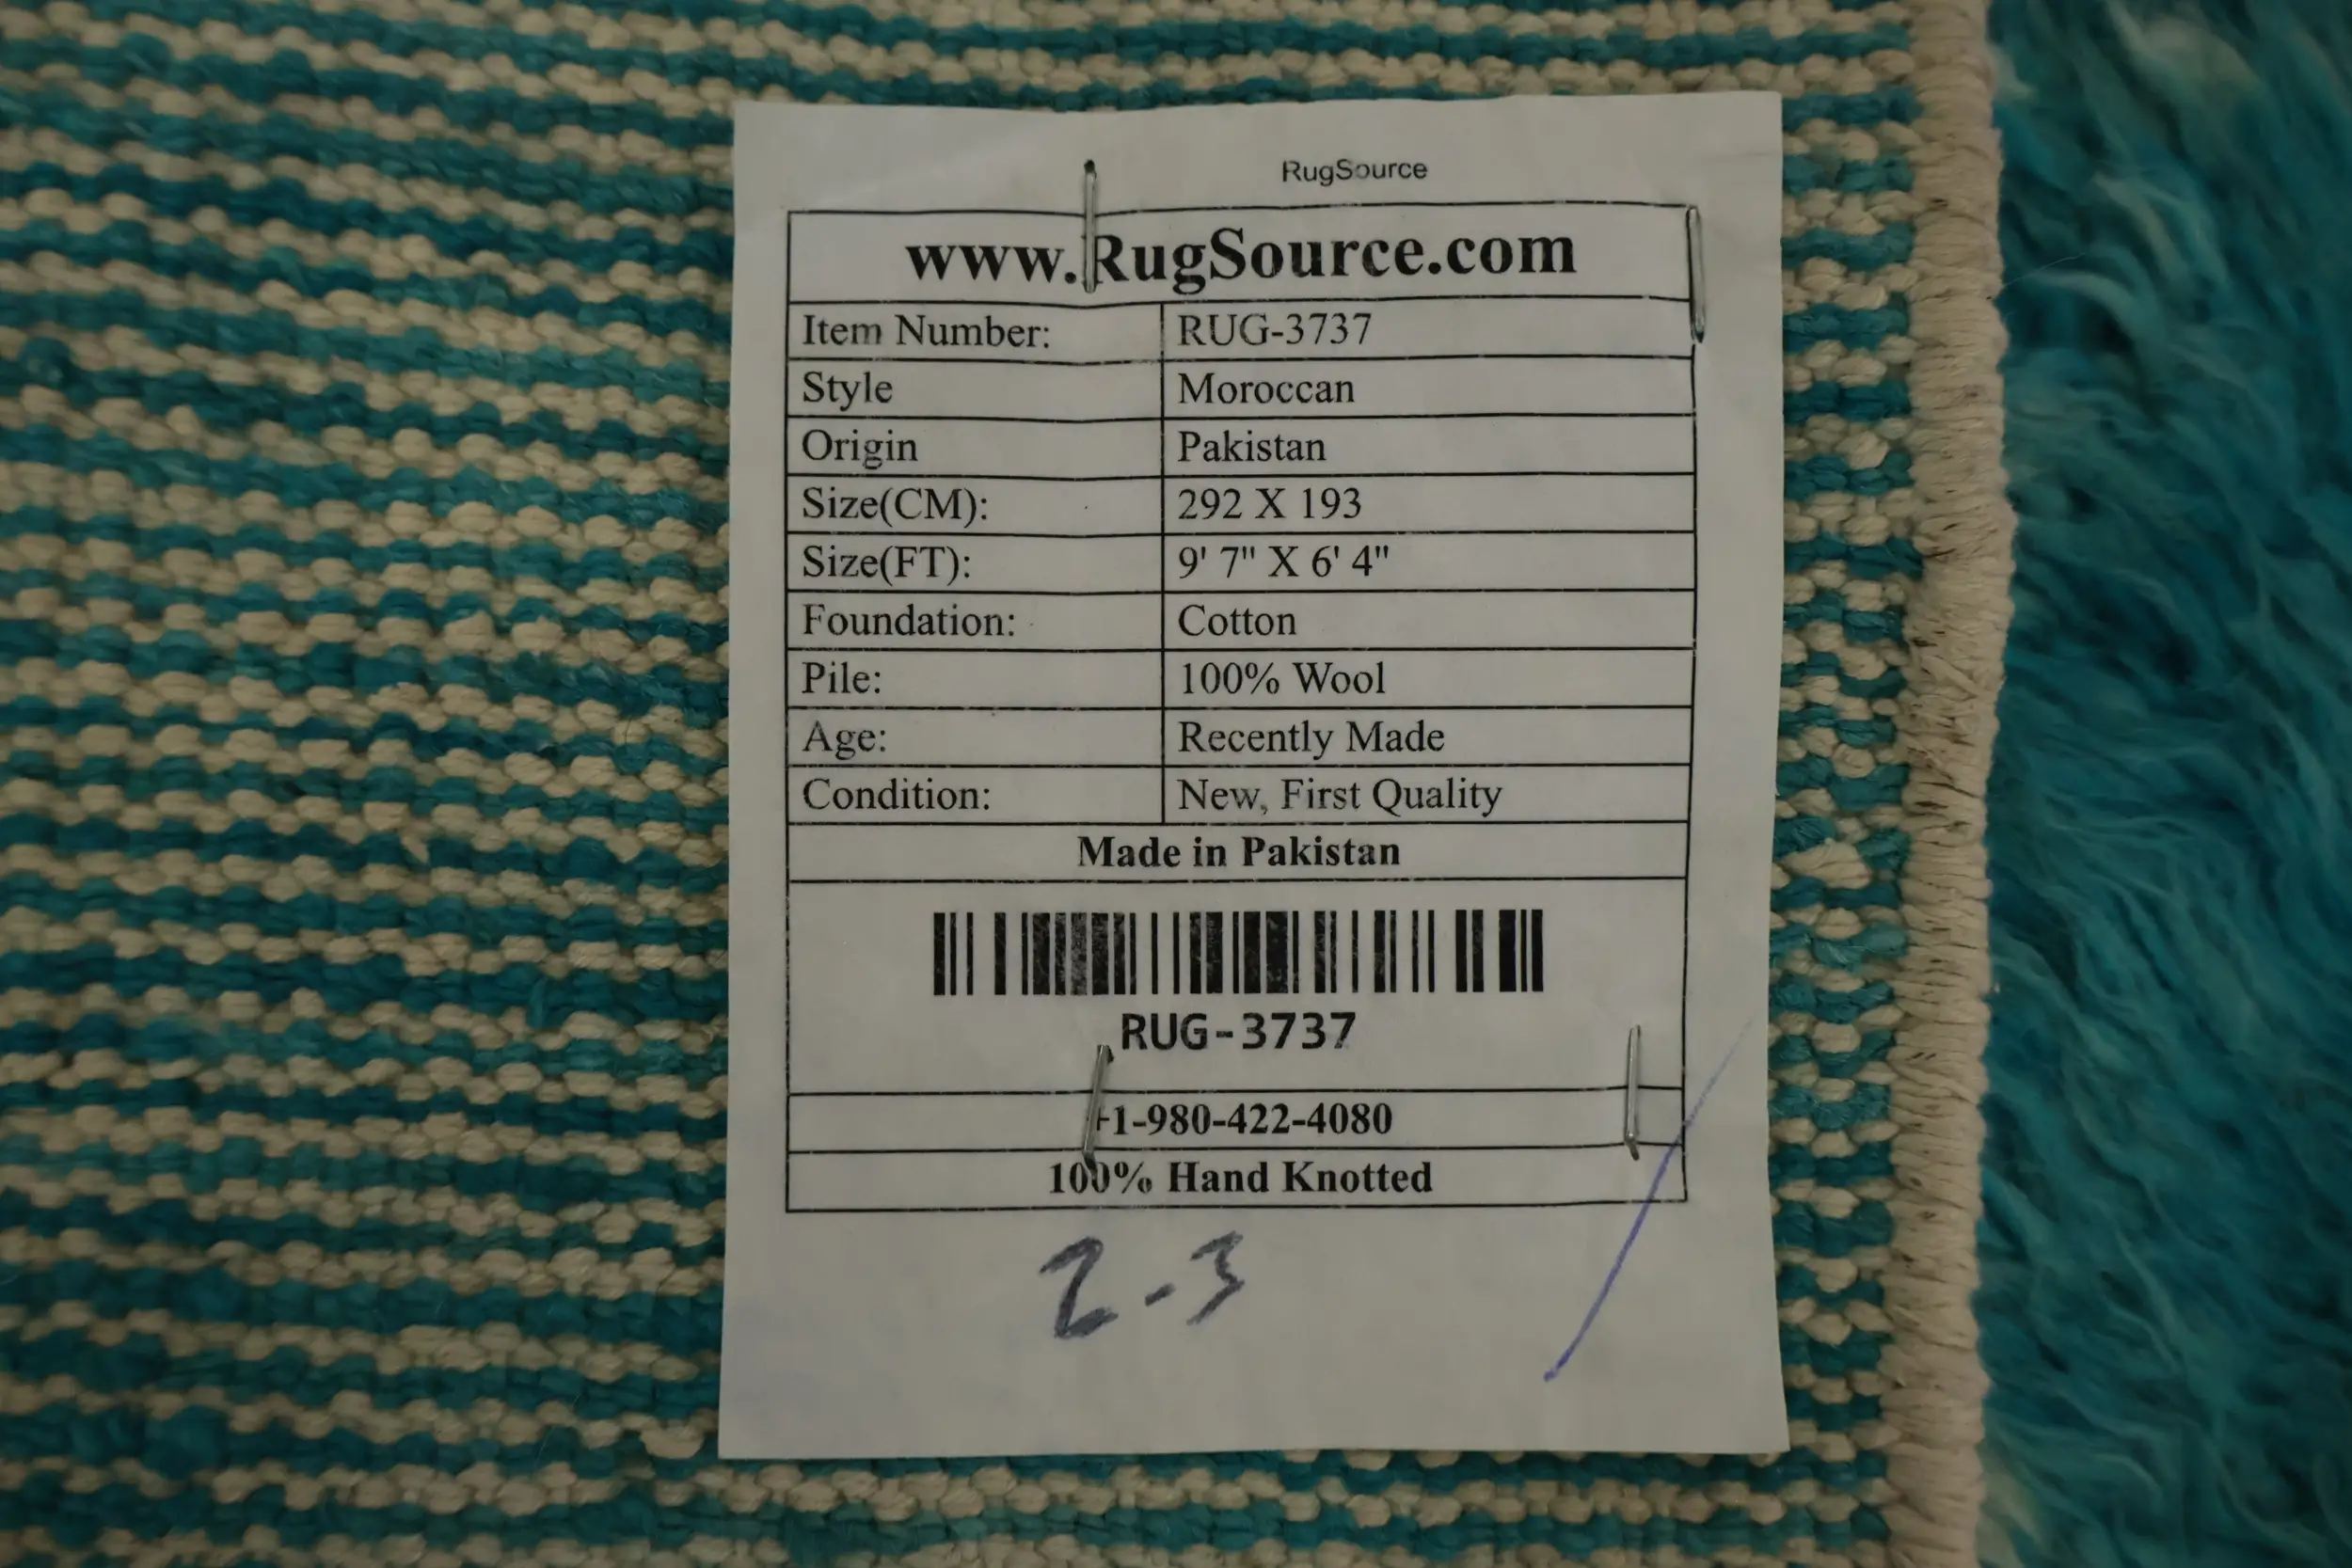 RugSource
www.RugSource.com
Item Number: RUG-3737
Style Moroccan
Origin Pakistan
Size(CM): 292 X 193
Size(FT): 9' 7" X 6' 4"
Foundation: Cotton
Pile: 100% Wool
Age: Recently Made
Condition: New, First Quality
Made in Pakistan
RUG-3737
+1-980-422-4080
100% Hand Knotted
2-3